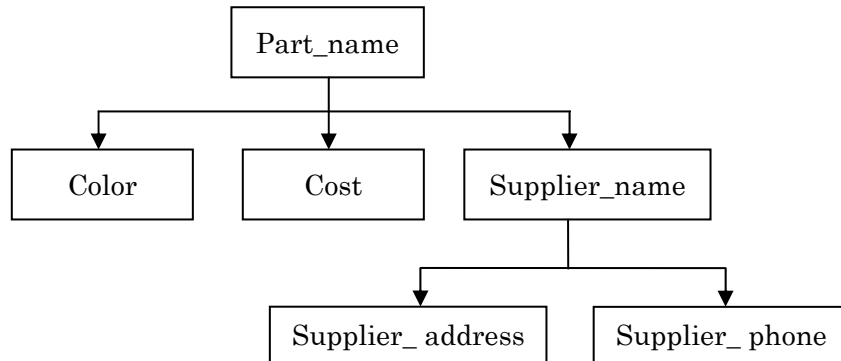 Part_name
Color
Cost
Supplier_name
Supplier_ address
Supplier_ phone